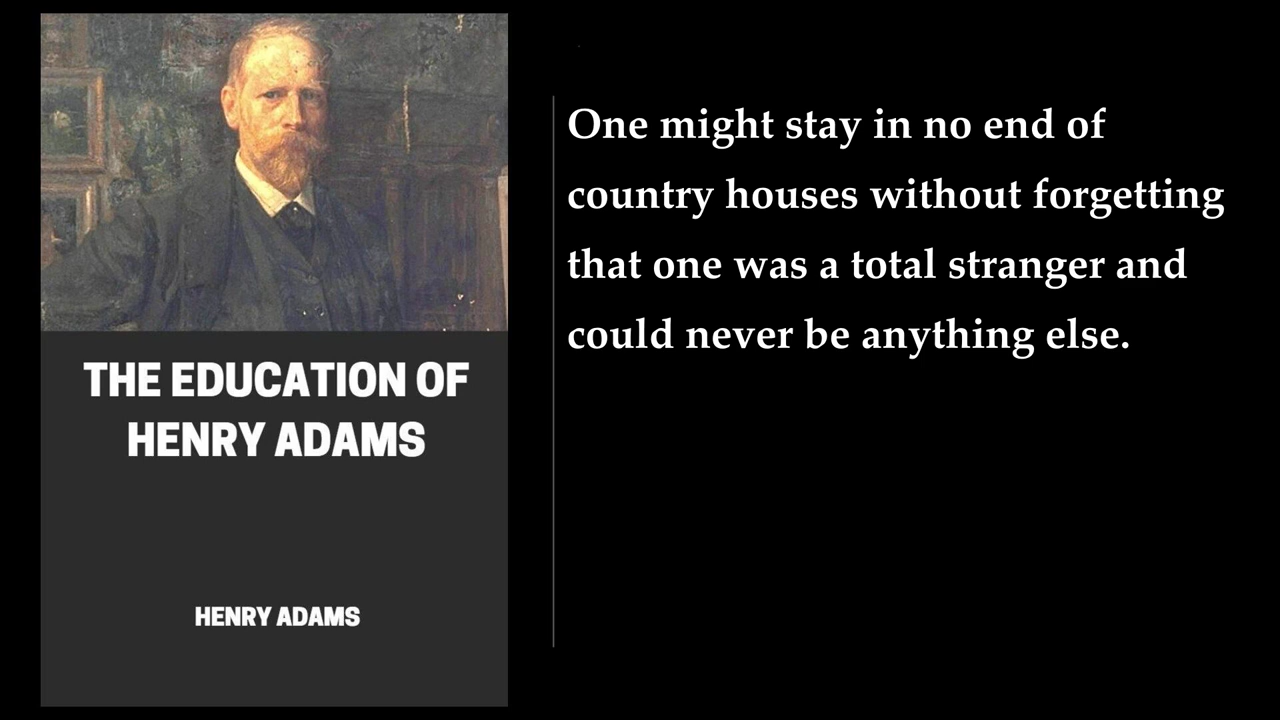 THE EDUCATION OF
HENRY ADAMS
HENRY ADAMS
One might stay in no end of
country houses without forgetting
that one was a total stranger and
could never be anything else.